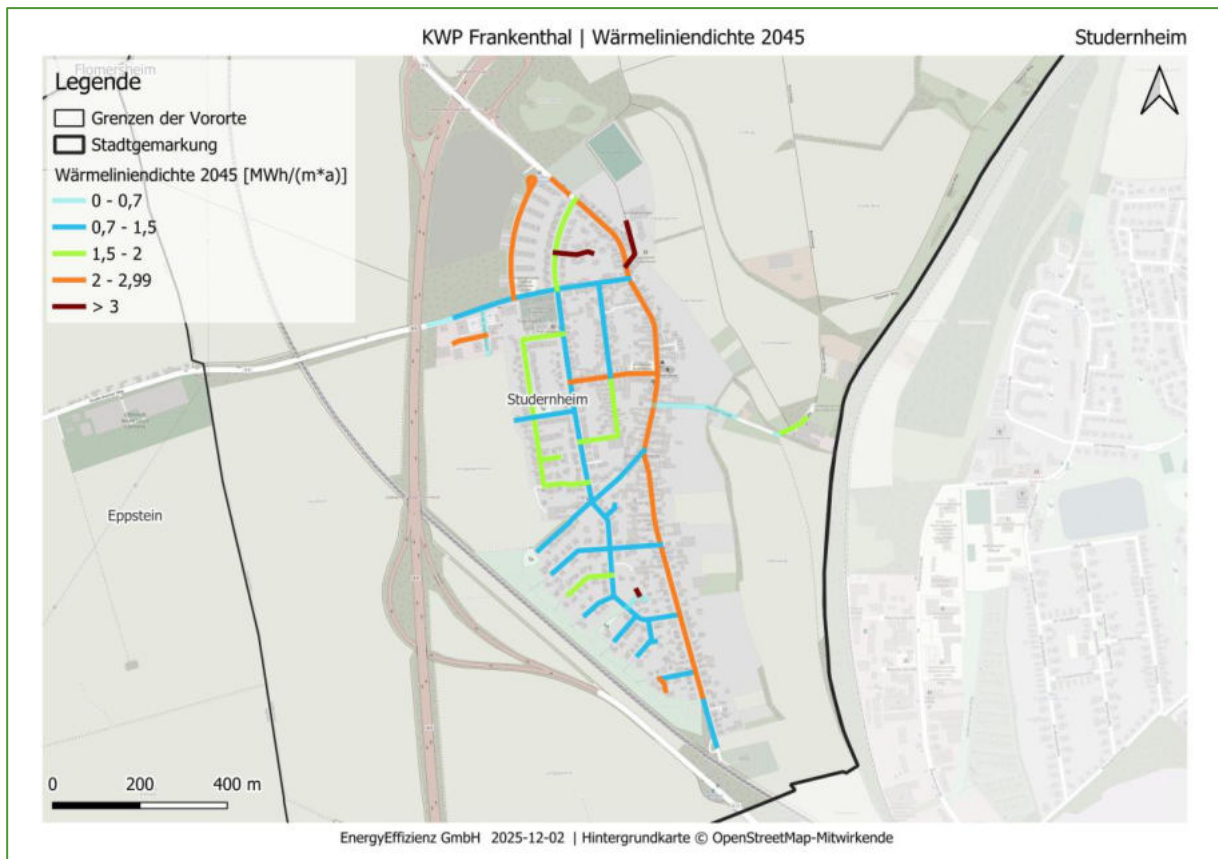 KWP Frankenthal | Wärmeliniendichte 2045
Studernheim
Flomersheim
Legende
Grenzen der Vororte
Stadtgemarkung
Wärmeliniendichte 2045 [MWh/(m*a)]
0 - 0,7
0,7 - 1,5
1,5 - 2
2 - 2,99
> 3
Studernheim
Eppstein
0 200 400 m
EnergyEffizienz GmbH 2025-12-02 | Hintergrundkarte © OpenStreetMap-Mitwirkende